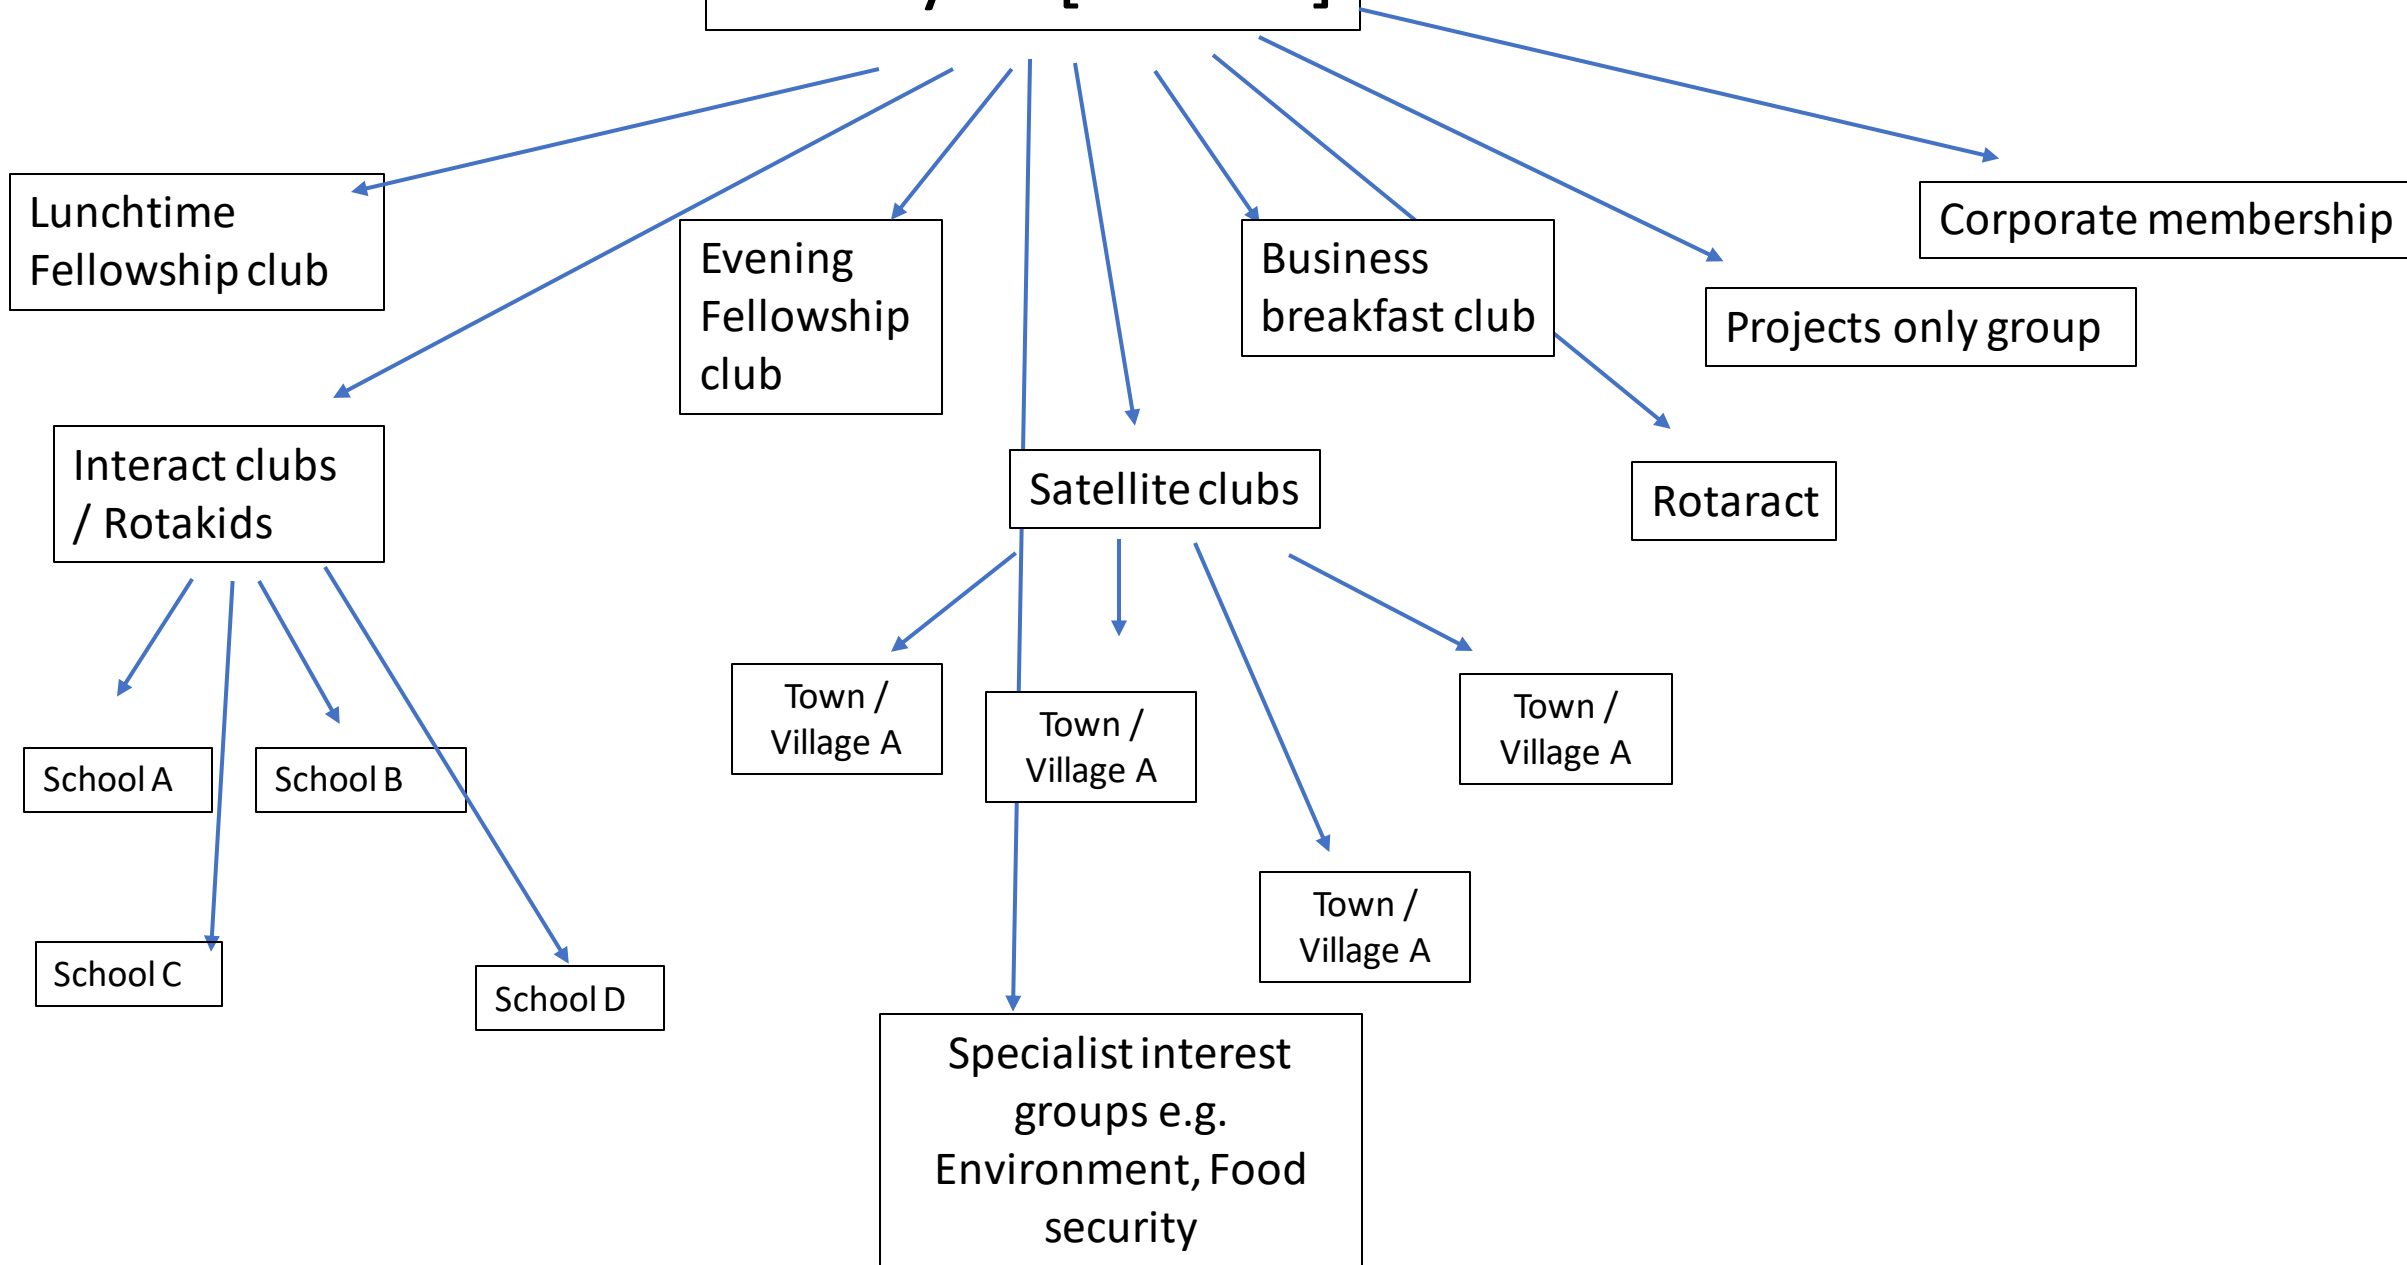 Lunchtime
Fellowship club
Evening
Fellowship
club
Business
breakfast club
Corporate membership
Projects only group
Interact clubs
/ Rotakids
Satellite clubs
Rotaract
School A
School B
Town /
Village A
Town /
Village A
Town /
Village A
Town /
Village A
School C
School D
Specialist interest
groups e.g.
Environment, Food
security